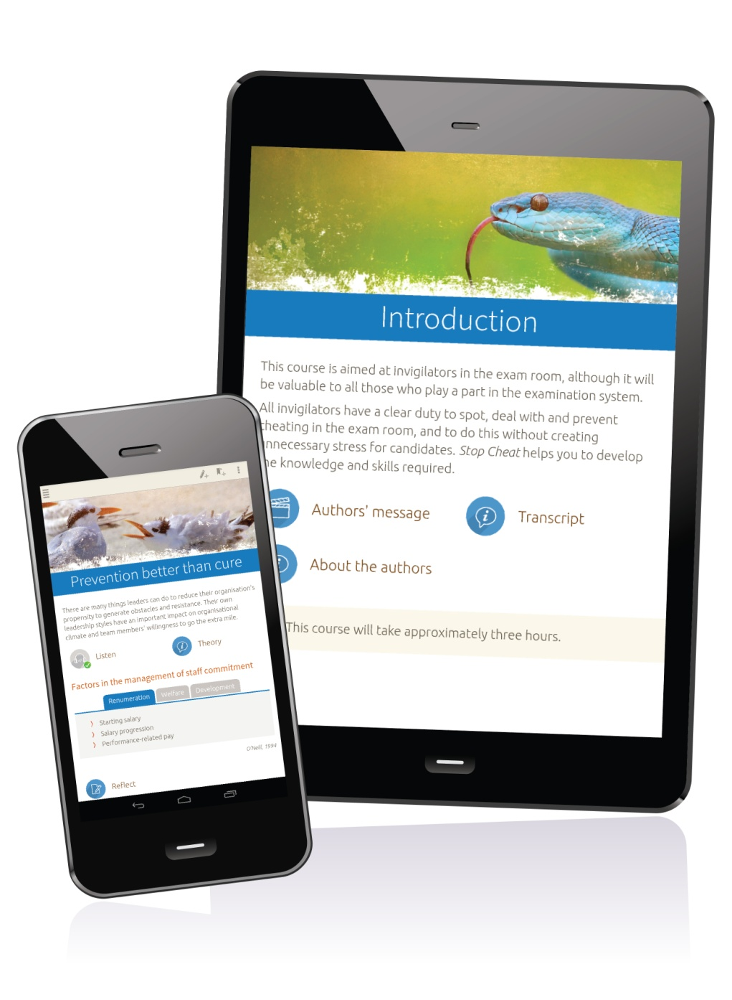 Introduction
This course is aimed at invigilators in the exam room, although it will
be valuable to all those who play a part in the examination system.
All invigilators have a clear duty to spot, deal with and prevent
cheating in the exam room, and to do this without creating
nnecessary stress for candidates. Stop Cheat helps you to develop
he knowledge and skills required.
Authors' message
Transcript
About the authors
This course will take approximately three hours.
Prevention better than cure
There are many things leaders can do to reduce their organisation's
propensity to generate obstacles and resistance. Their own
leadership styles have an important impact on organisational
climate and team members' willingness to go the extra mile.
Listen
Theory
Factors in the management of staff commitment
Renumeration Welfare Development
Starting salary
Salary progression
Performance-related pay
O'Neill, 1994
Reflect